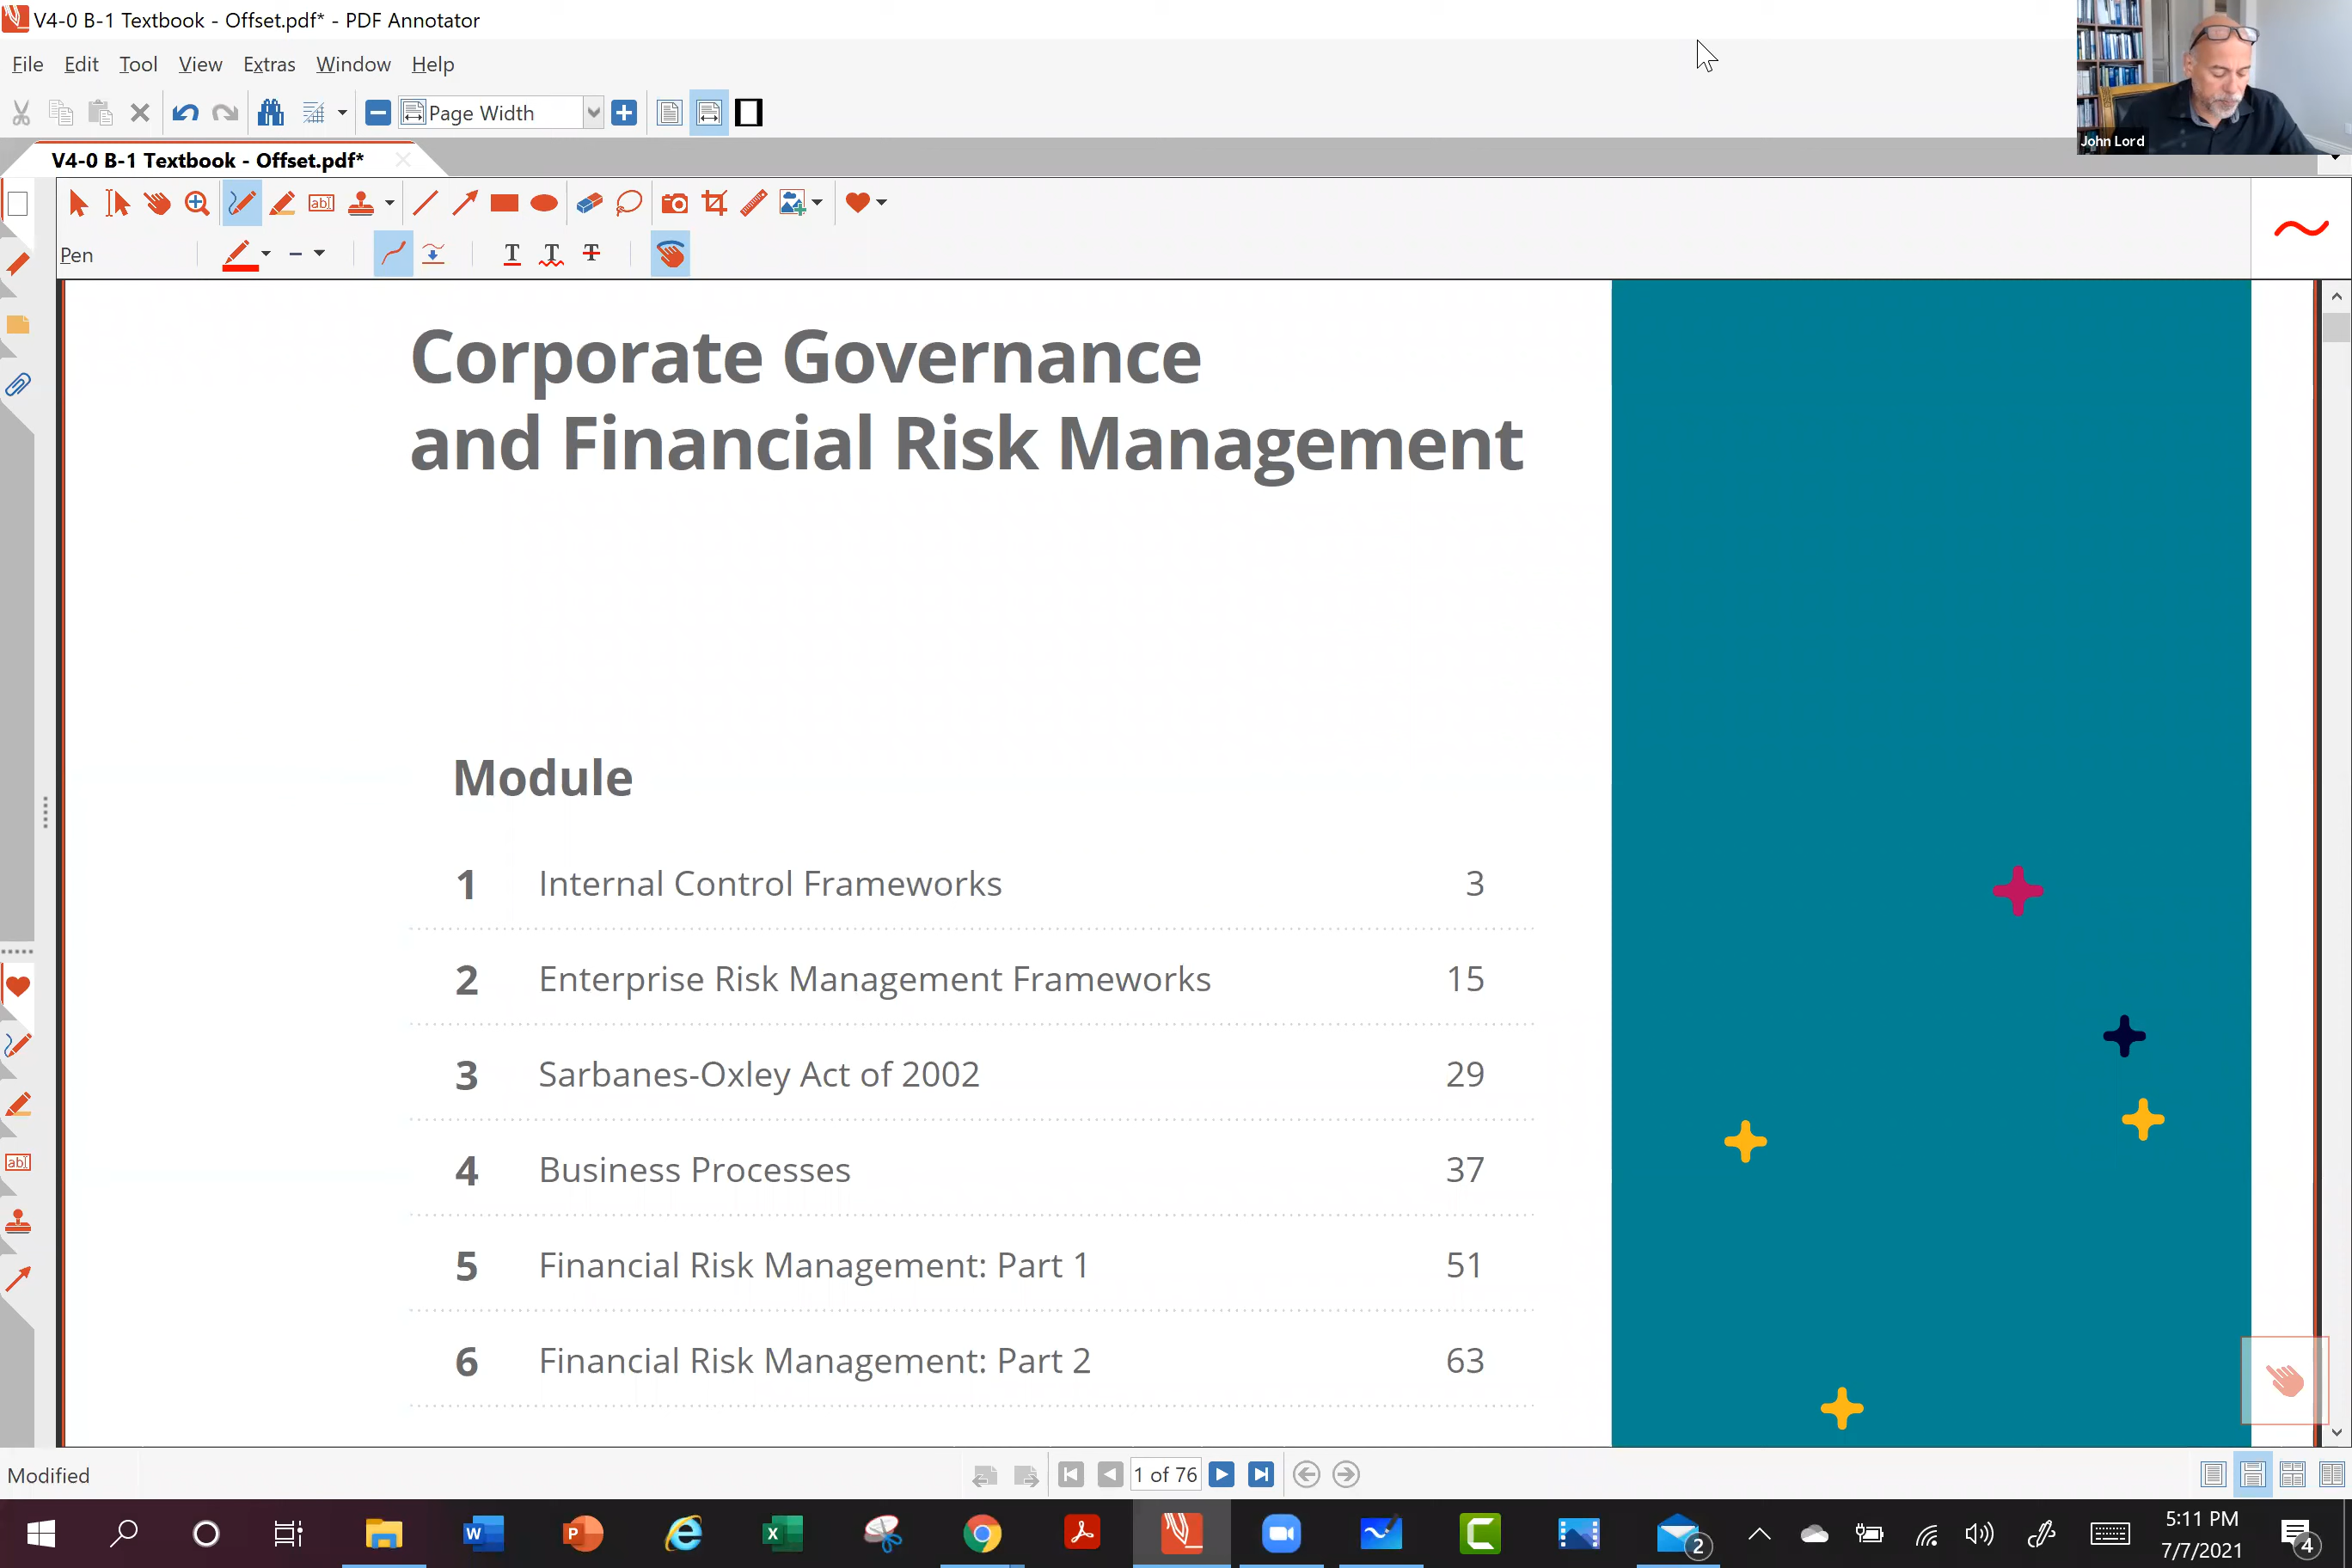 V4-0 B-1 Textbook - Offset.pdf* - PDF Annotator
File Edit Tool View Extras Window Help
Page Width
John Lord
V4-0 B-1 Textbook - Offset.pdf*
Pen
Corporate Governance
and Financial Risk Management
Module
1 Internal Control Frameworks 3
2 Enterprise Risk Management Frameworks 15
3 Sarbanes-Oxley Act of 2002 29
4 Business Processes 37
5 Financial Risk Management: Part 1 51
6 Financial Risk Management: Part 2 63
Modified
1 of 76
2
5:11 PM
7/7/2021
4